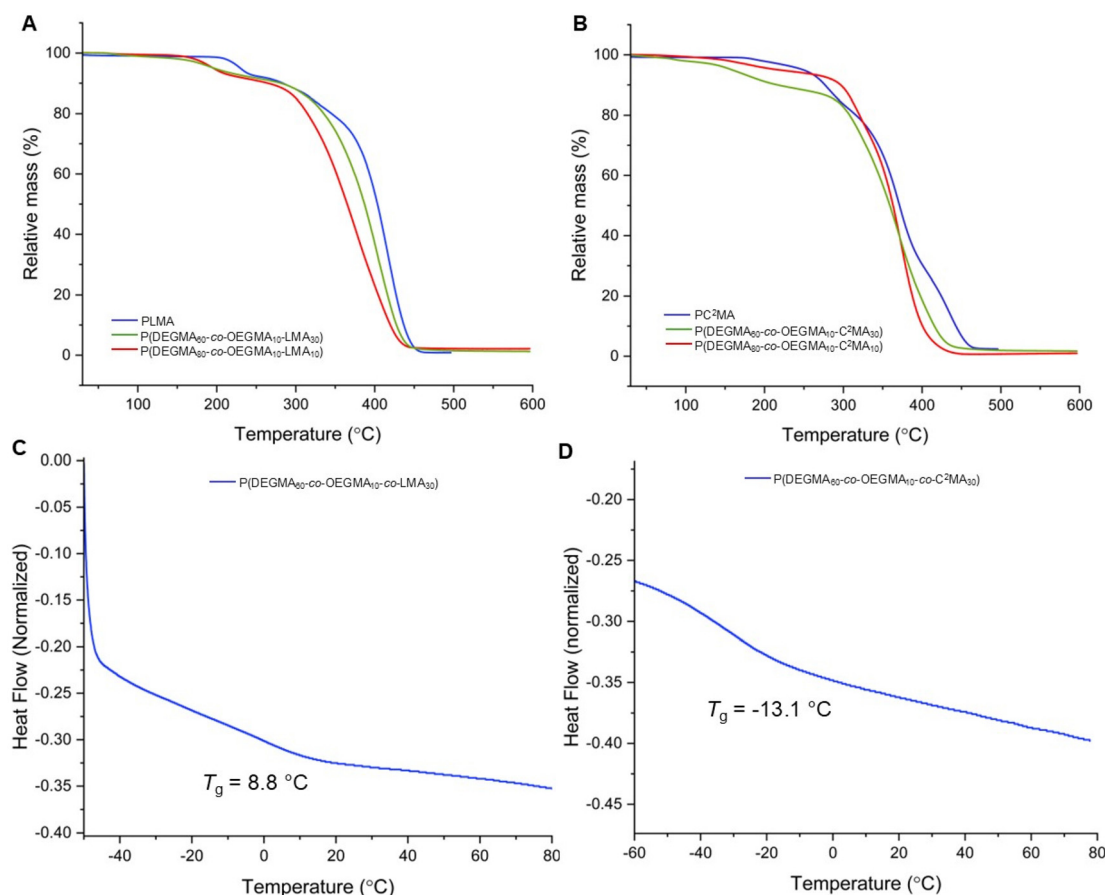 A
Relative mass (%)
100
80
60
40
20
0
PLMA
P(DEGMA₆₀-co-OEGMA₁₀-LMA₃₀)
P(DEGMA₈₀-co-OEGMA₁₀-LMA₁₀)
100 200 300 400 500 600
Temperature (°C)
B
Relative mass (%)
100
80
60
40
20
0
PC²MA
P(DEGMA₆₀-co-OEGMA₁₀-C²MA₃₀)
P(DEGMA₈₀-co-OEGMA₁₀-C²MA₁₀)
100 200 300 400 500 600
Temperature (°C)
C
Heat Flow (Normalized)
0.00
-0.05
-0.10
-0.15
-0.20
-0.25
-0.30
-0.35
-0.40
P(DEGMA₆₀-co-OEGMA₁₀-co-LMA₃₀)
Tg = 8.8 °C
-40 -20 0 20 40 60 80
Temperature (°C)
D
Heat Flow (normalized)
-0.20
-0.25
-0.30
-0.35
-0.40
-0.45
P(DEGMA₆₀-co-OEGMA₁₀-co-C²MA₃₀)
Tg = -13.1 °C
-60 -40 -20 0 20 40 60 80
Temperature (°C)